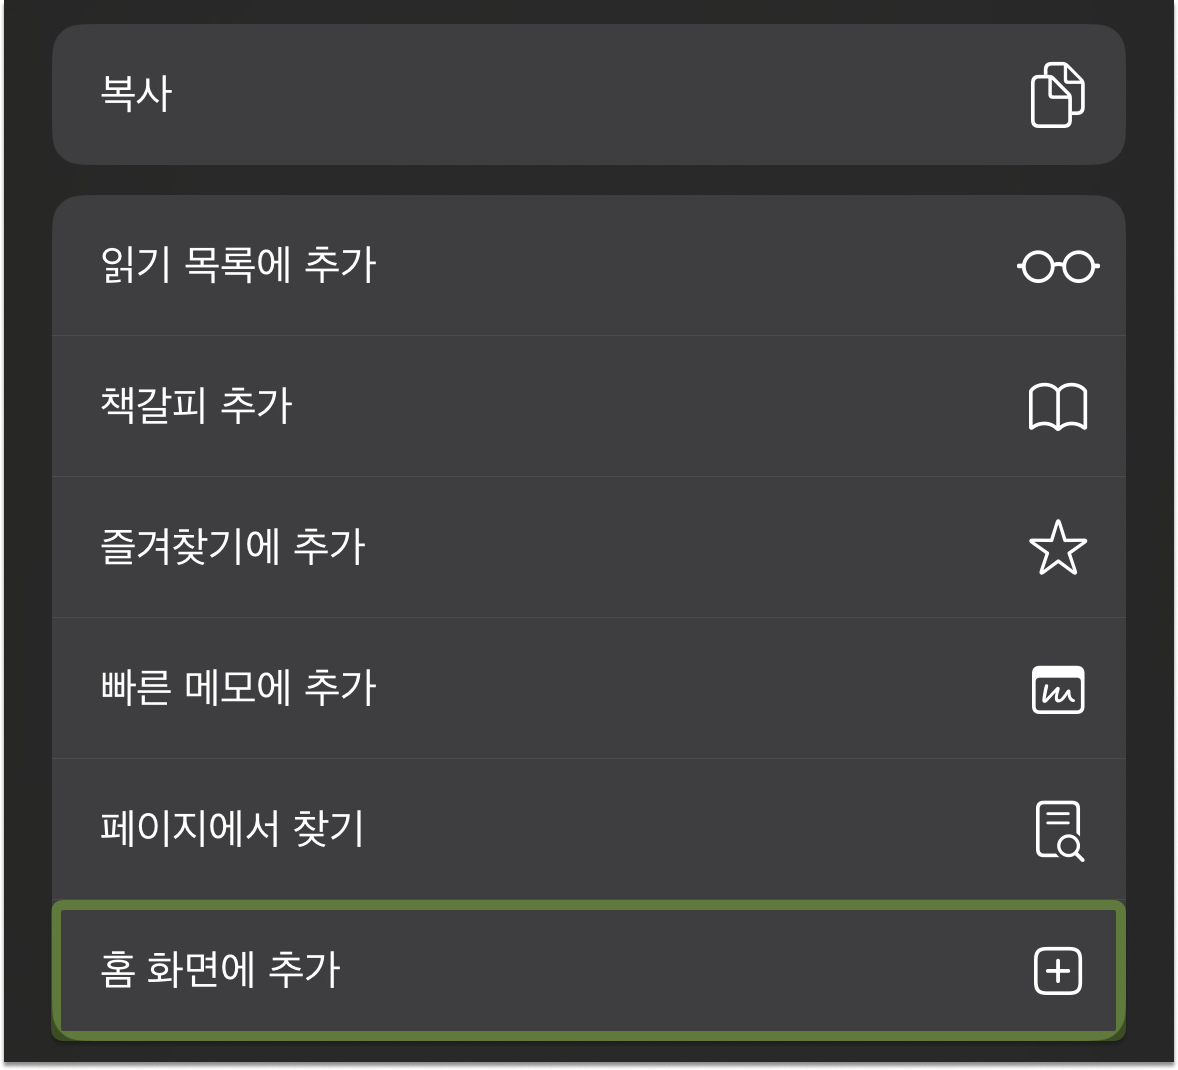 복사
읽기 목록에 추가
책갈피 추가
즐겨찾기에 추가
빠른 메모에 추가
페이지에서 찾기
홈 화면에 추가